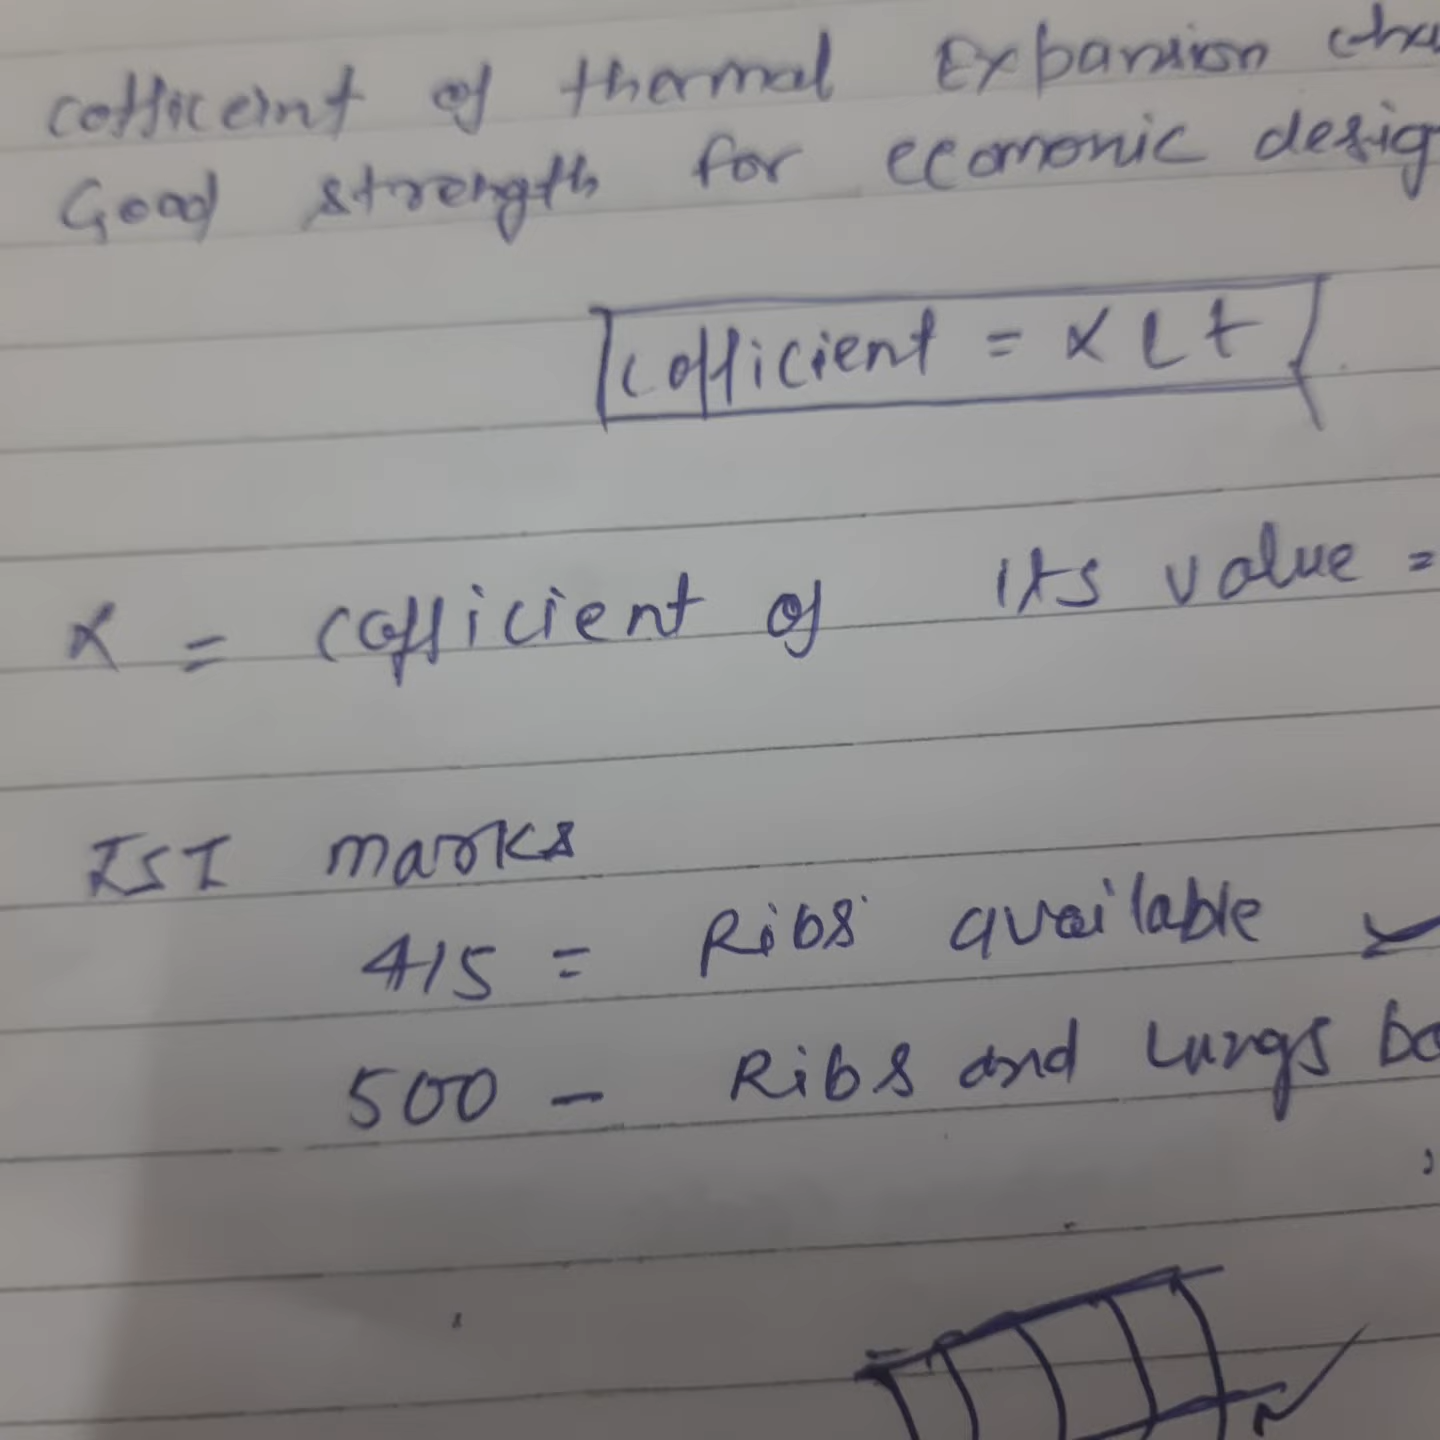 cofficeint of thermal Expansion
Good strength for ecomonic desig
cofficient = α L t
α = cofficient of its value =
ISI marks
415 = Ribs available
500 - Ribs and Lungs